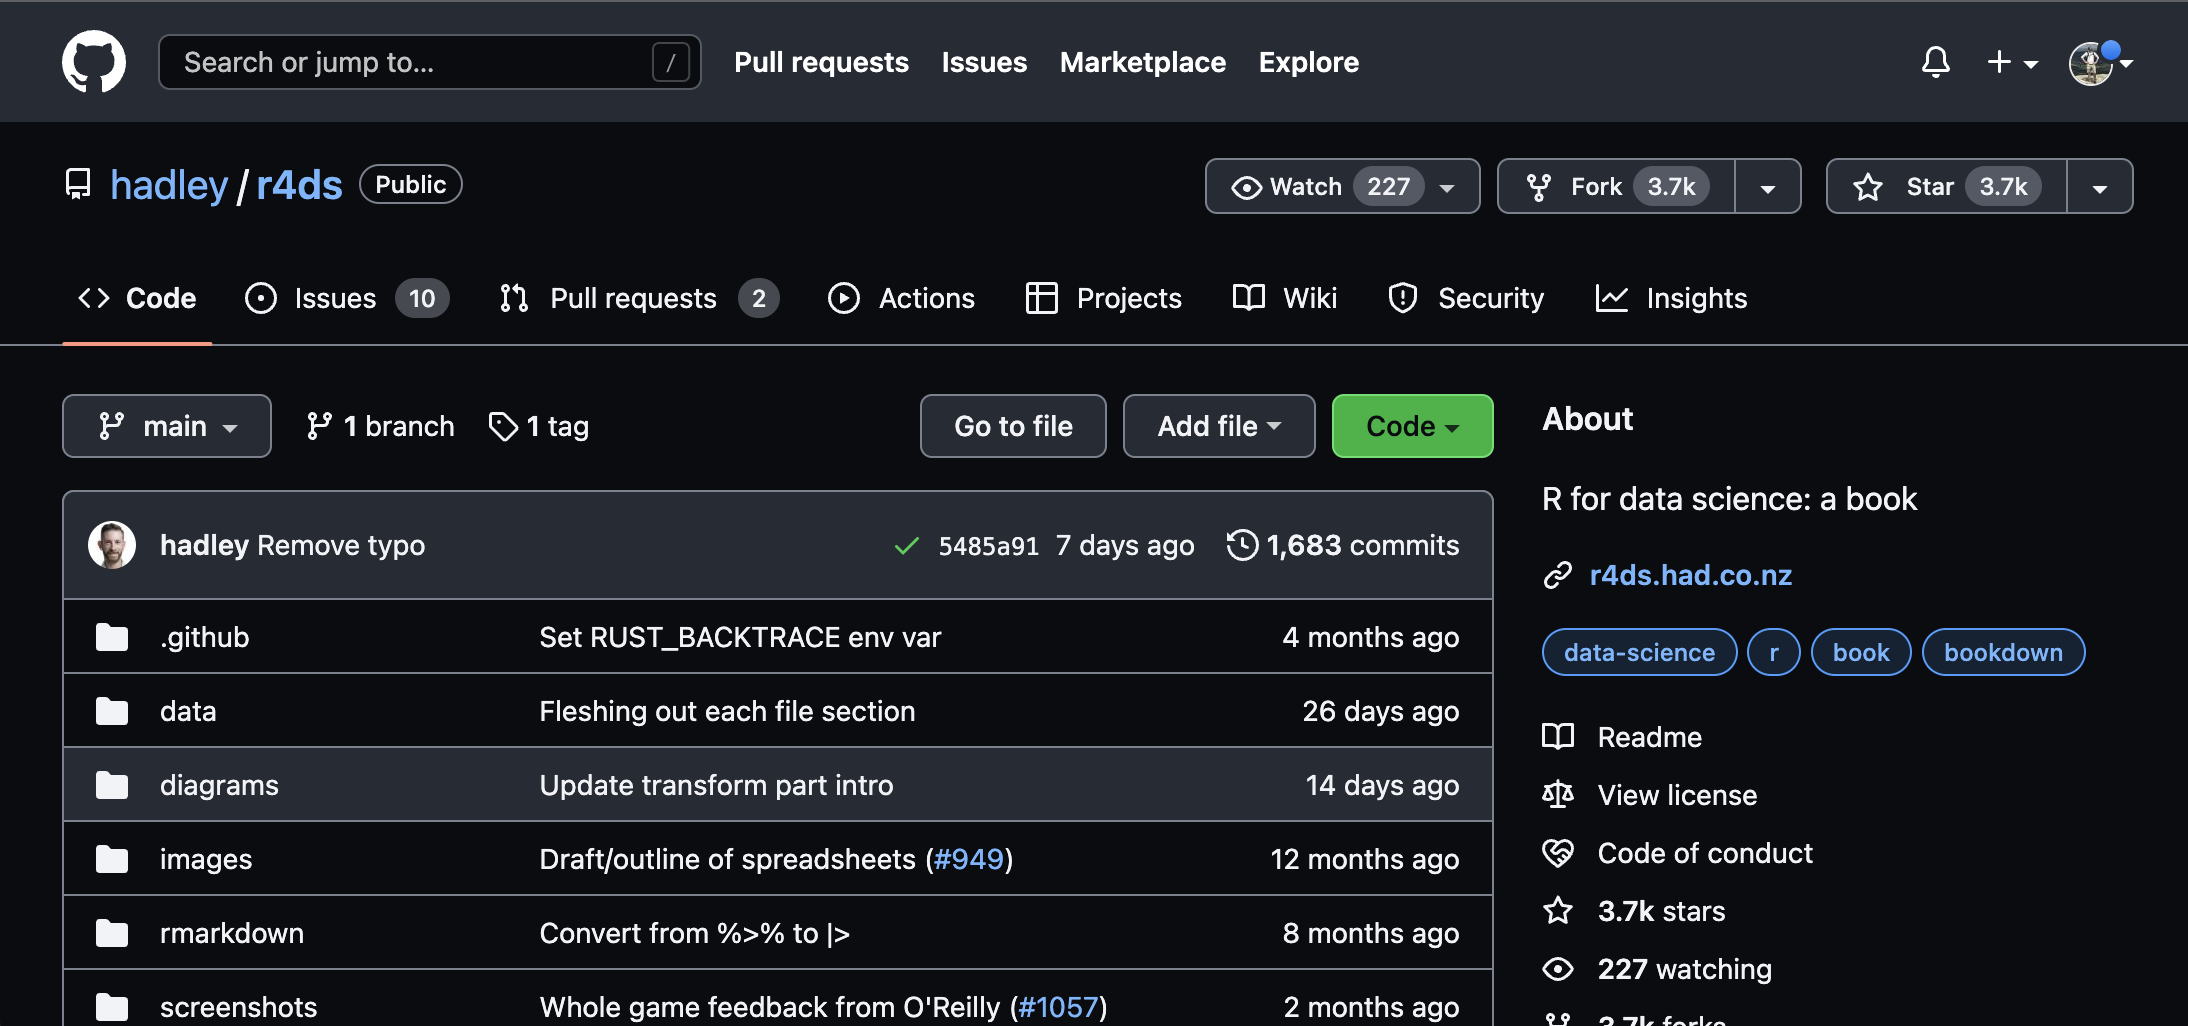 Search or jump to... /
Pull requests Issues Marketplace Explore
hadley / r4ds Public
Watch 227 Fork 3.7k Star 3.7k
Code Issues 10 Pull requests 2 Actions Projects Wiki Security Insights
main 1 branch 1 tag Go to file Add file Code
hadley Remove typo 5485a91 7 days ago 1,683 commits
.github Set RUST_BACKTRACE env var 4 months ago
data Fleshing out each file section 26 days ago
diagrams Update transform part intro 14 days ago
images Draft/outline of spreadsheets (#949) 12 months ago
rmarkdown Convert from %>% to |> 8 months ago
screenshots Whole game feedback from O'Reilly (#1057) 2 months ago
About
R for data science: a book
r4ds.had.co.nz
data-science r book bookdown
Readme
View license
Code of conduct
3.7k stars
227 watching
3.7k forks